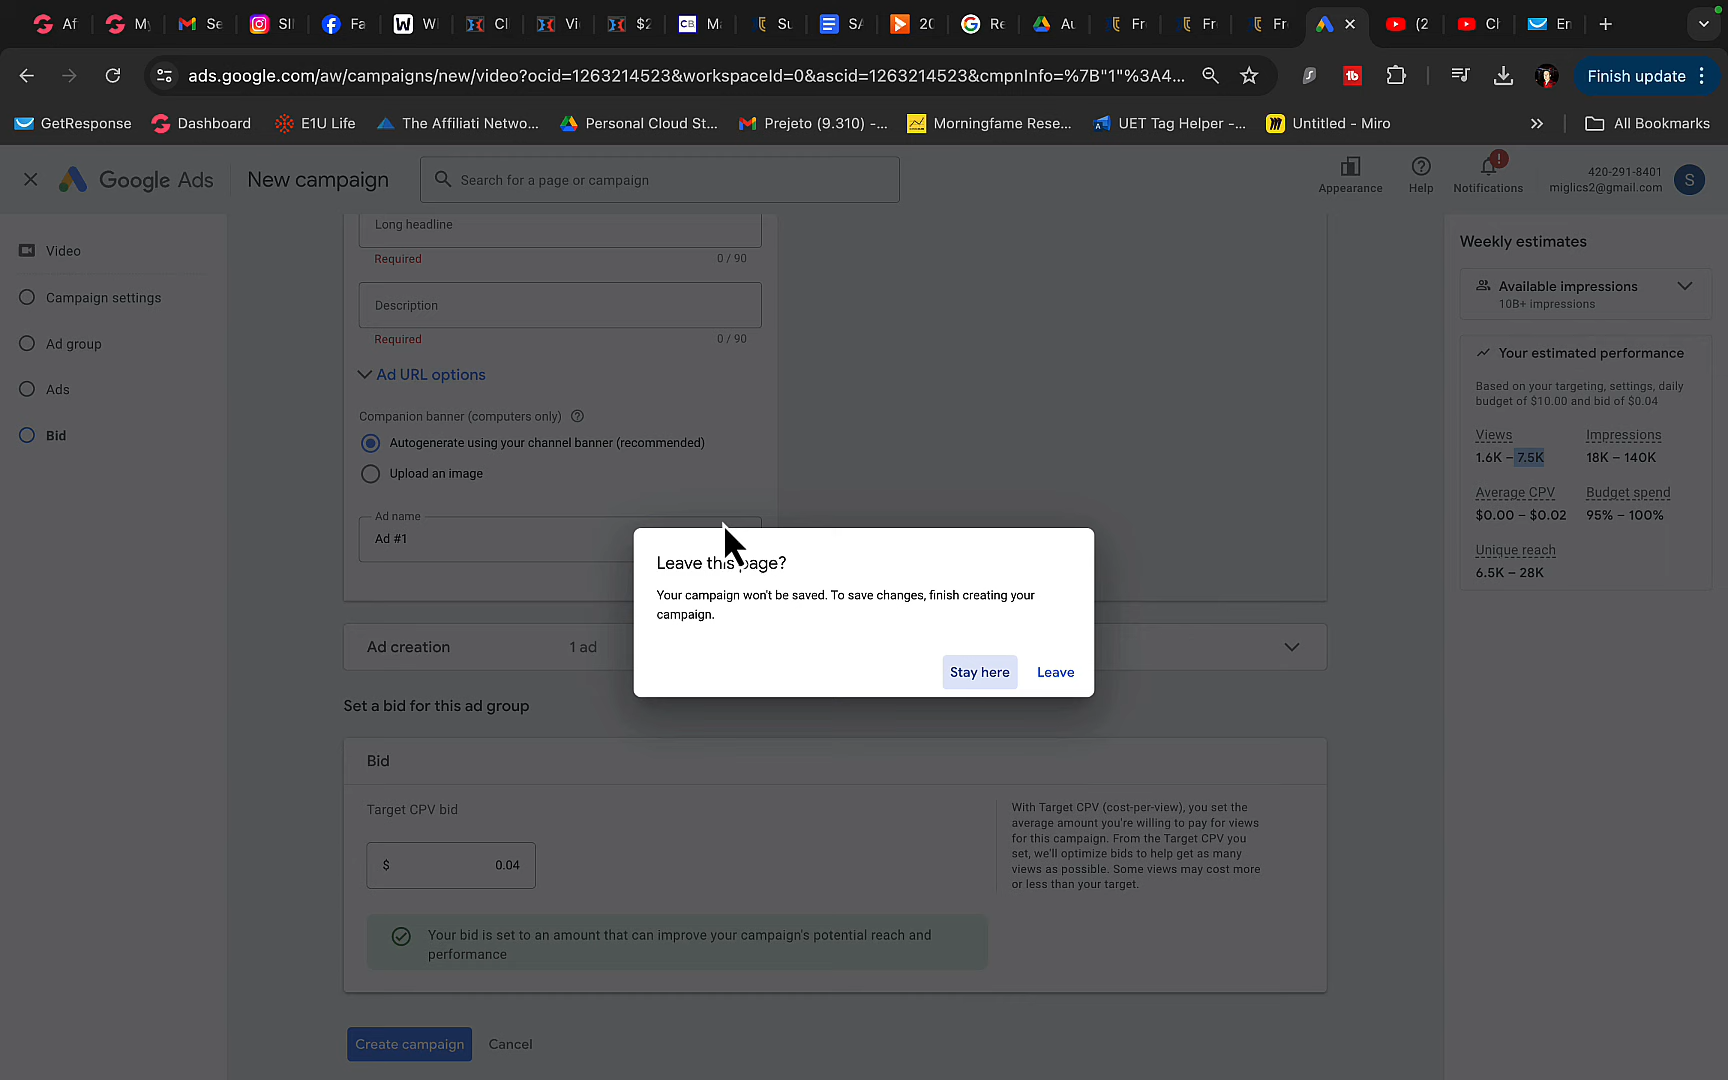 Af
My
Se
Fa
W
Cl
Vi
$2
CB
Ma
Su
SA
20
Re
Au
Fr
Fr
Fr
(2
Cl
En
ads.google.com/aw/campaigns/new/video?ocid=1263214523&workspaceId=0&ascid=1263214523&cmpnInfo=%7B"1"%3A4...
Finish update
GetResponse
Dashboard
E1U Life
The Affiliati Netwo...
Personal Cloud St...
Prejeto (9.310) -...
Morningfame Rese...
UET Tag Helper -...
Untitled - Miro
All Bookmarks
Google Ads
New campaign
Search for a page or campaign
Appearance
Help
Notifications
420-291-8401
miglics2@gmail.com
S
Video
Campaign settings
Ad group
Ads
Bid
Long headline
Required
0 / 90
Description
Required
0 / 90
Ad URL options
Companion banner (computers only)
Autogenerate using your channel banner (recommended)
Upload an image
Ad name
Ad #1
Leave this page?
Your campaign won't be saved. To save changes, finish creating your
campaign.
Stay here
Leave
Ad creation
1 ad
Set a bid for this ad group
Bid
Target CPV bid
$ 0.04
With Target CPV (cost-per-view), you set the
average amount you're willing to pay for views
for this campaign. From the Target CPV you
set, we'll optimize bids to help get as many
views as possible. Some views may cost more
or less than your target.
Your bid is set to an amount that can improve your campaign's potential reach and
performance
Create campaign
Cancel
Weekly estimates
Available impressions
10B+ impressions
Your estimated performance
Based on your targeting, settings, daily
budget of $10.00 and bid of $0.04
Views
Impressions
1.6K – 7.5K
18K – 140K
Average CPV
Budget spend
$0.00 – $0.02
95% – 100%
Unique reach
6.5K – 28K